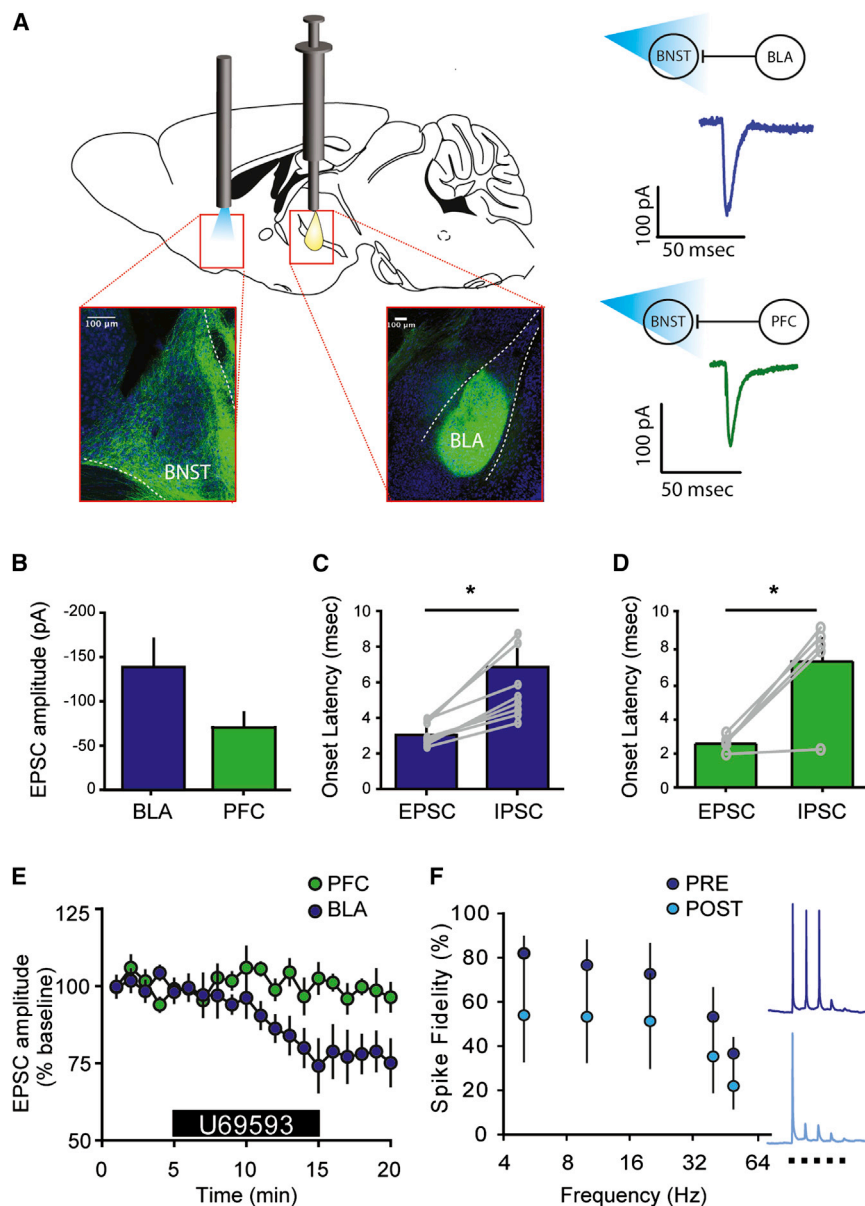 A
BNST
BLA
100 pA
50 msec
100 µm
BNST
BLA
BNST
PFC
100 pA
50 msec
B
EPSC amplitude (pA)
-200
-150
-100
-50
0
BLA
PFC
C
*
Onset Latency (msec)
10
8
6
4
2
0
EPSC
IPSC
D
*
Onset Latency (msec)
10
8
6
4
2
0
EPSC
IPSC
E
PFC
BLA
EPSC amplitude
(% baseline)
125
100
75
50
U69593
0
5
10
15
20
Time (min)
F
PRE
POST
Spike Fidelity (%)
100
80
60
40
20
0
4
8
16
32
64
Frequency (Hz)